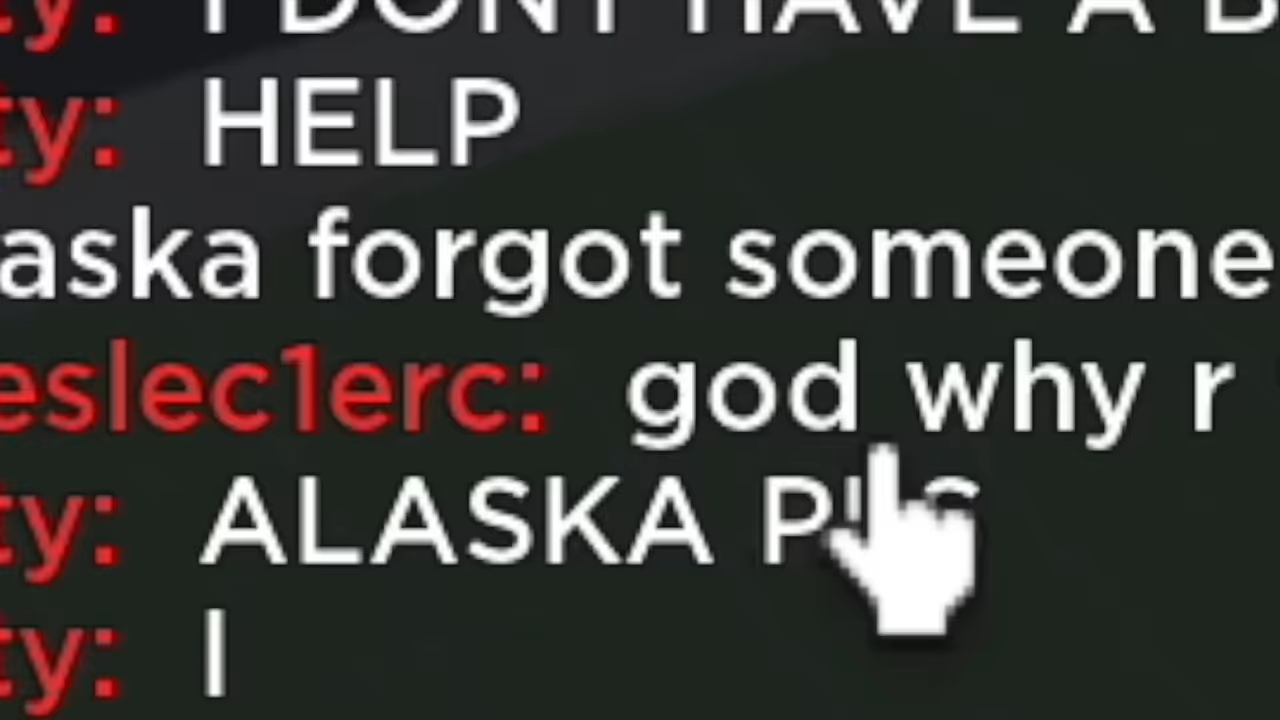 ty: I DONT HAVE A B
ty: HELP
aska forgot someone
eslec1erc: god why r
ty: ALASKA
ty: I